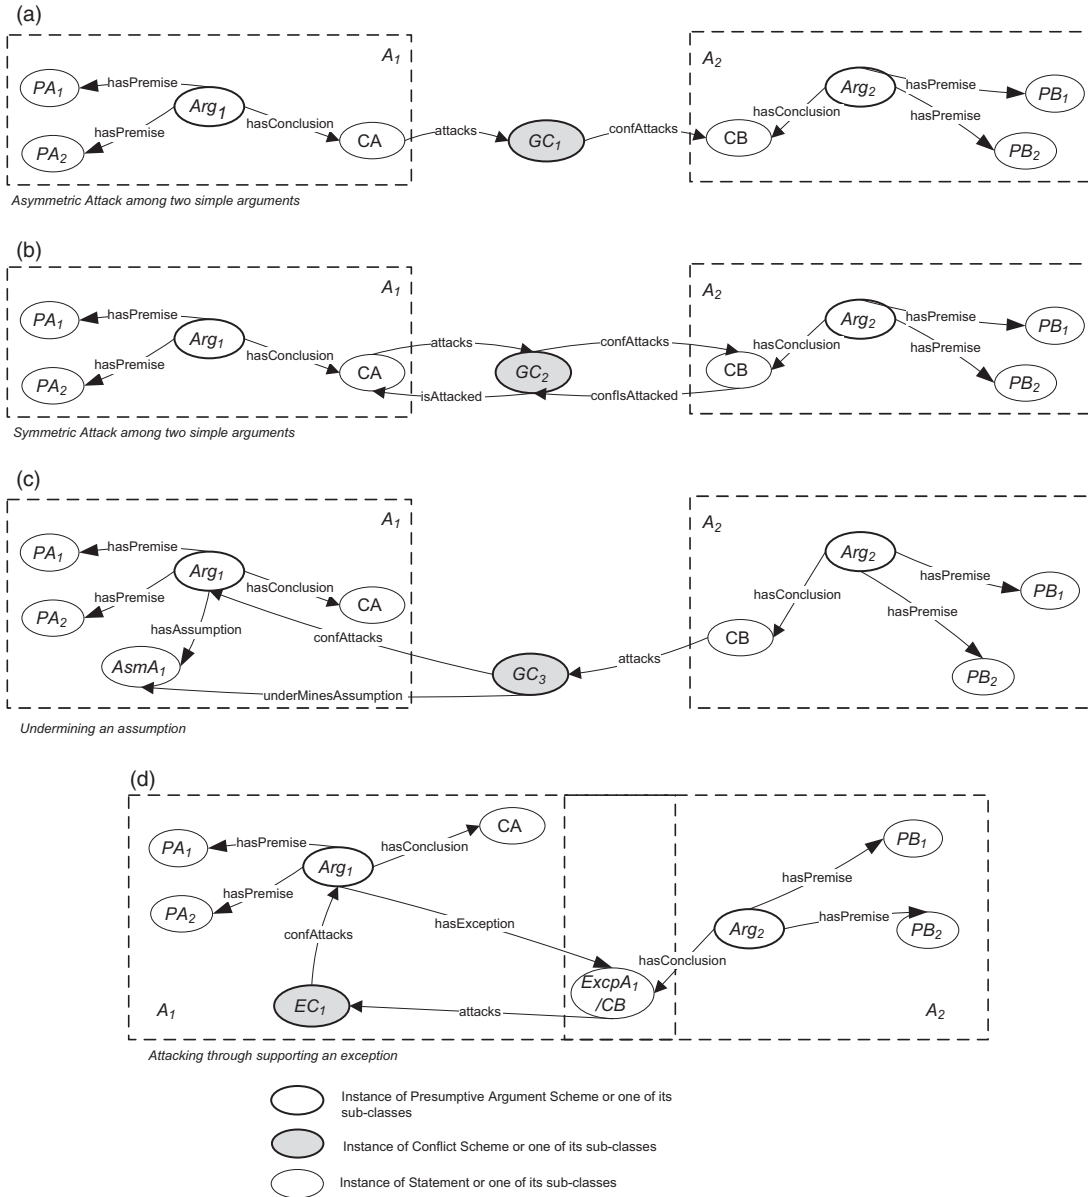 (a)
A1
A2
PA1
hasPremise
Arg1
hasPremise
PA2
hasConclusion
CA
attacks
GC1
confAttacks
CB
hasConclusion
Arg2
hasPremise
PB1
hasPremise
PB2
Asymmetric Attack among two simple arguments
(b)
A1
A2
PA1
hasPremise
Arg1
hasPremise
PA2
hasConclusion
CA
attacks
isAttacked
GC2
confAttacks
confIsAttacked
CB
hasConclusion
Arg2
hasPremise
PB1
hasPremise
PB2
Symmetric Attack among two simple arguments
(c)
A1
A2
PA1
hasPremise
Arg1
hasPremise
PA2
hasConclusion
CA
hasAssumption
AsmA1
confAttacks
underMinesAssumption
GC3
attacks
CB
hasConclusion
Arg2
hasPremise
PB1
hasPremise
PB2
Undermining an assumption
(d)
CA
PA1
hasPremise
hasConclusion
Arg1
hasPremise
PA2
confAttacks
hasException
EC1
attacks
ExcpA1
/CB
hasConclusion
Arg2
hasPremise
PB1
hasPremise
PB2
A1
A2
Attacking through supporting an exception
Instance of Presumptive Argument Scheme or one of its
sub-classes
Instance of Conflict Scheme or one of its sub-classes
Instance of Statement or one of its sub-classes